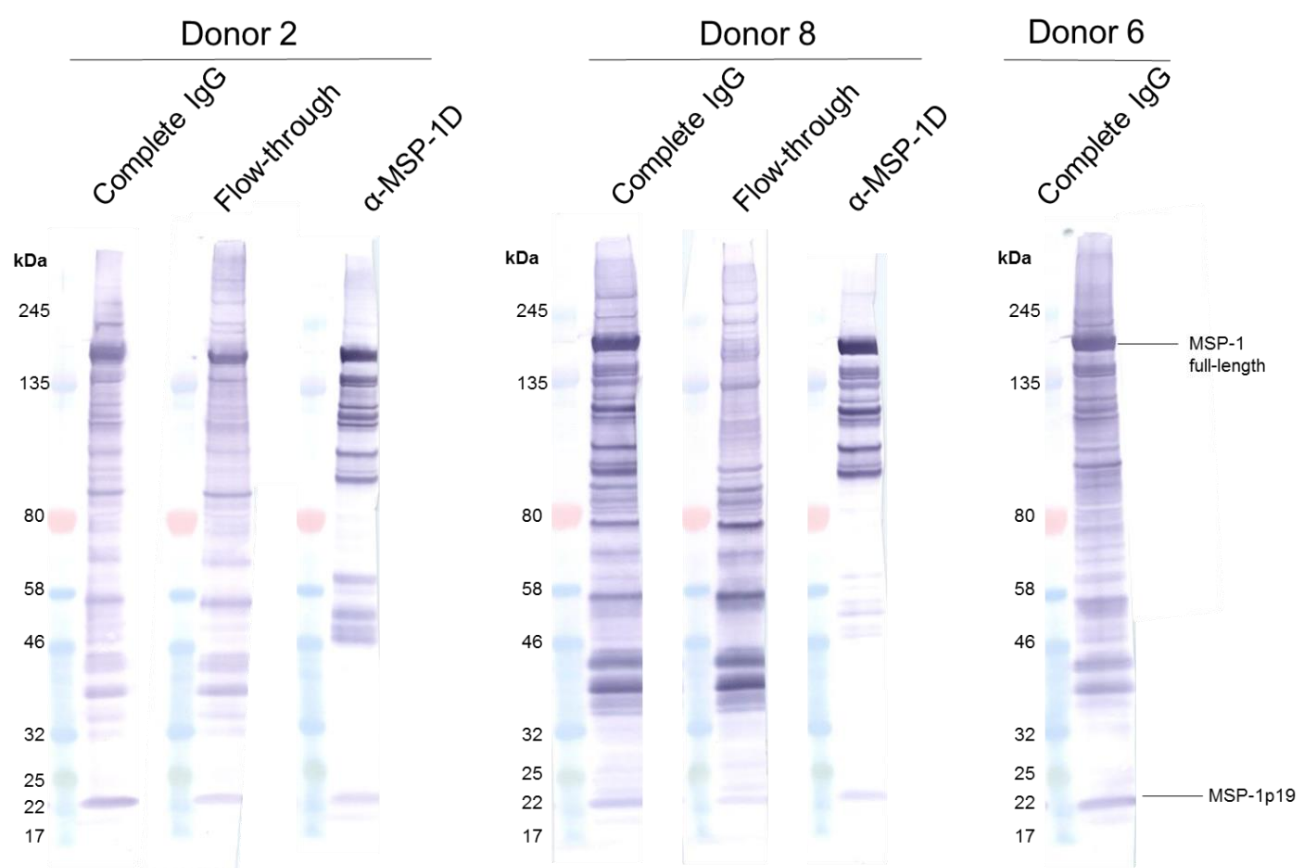 Donor 2
Donor 8
Donor 6
Complete IgG
Flow-through
α-MSP-1D
Complete IgG
Flow-through
α-MSP-1D
Complete IgG
kDa
245
135
80
58
46
32
25
22
17
kDa
245
135
80
58
46
32
25
22
17
kDa
245
135
80
58
46
32
25
22
17
MSP-1
full-length
MSP-1p19